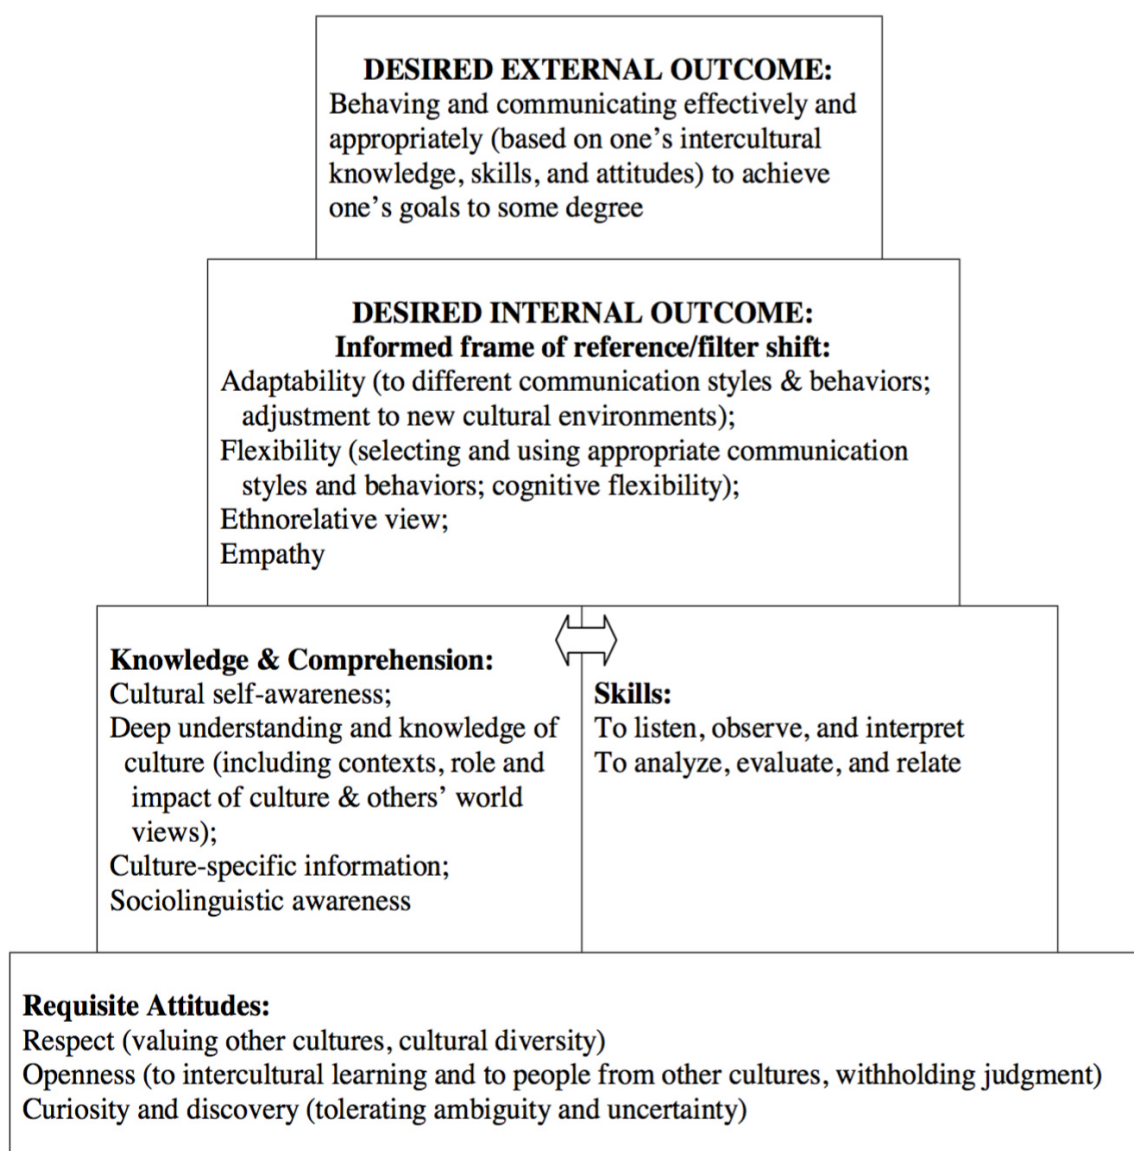 DESIRED EXTERNAL OUTCOME:
Behaving and communicating effectively and
appropriately (based on one’s intercultural
knowledge, skills, and attitudes) to achieve
one’s goals to some degree
DESIRED INTERNAL OUTCOME:
Informed frame of reference/filter shift:
Adaptability (to different communication styles & behaviors;
adjustment to new cultural environments);
Flexibility (selecting and using appropriate communication
styles and behaviors; cognitive flexibility);
Ethnorelative view;
Empathy
Knowledge & Comprehension:
Cultural self-awareness;
Deep understanding and knowledge of
culture (including contexts, role and
impact of culture & others’ world
views);
Culture-specific information;
Sociolinguistic awareness
Skills:
To listen, observe, and interpret
To analyze, evaluate, and relate
Requisite Attitudes:
Respect (valuing other cultures, cultural diversity)
Openness (to intercultural learning and to people from other cultures, withholding judgment)
Curiosity and discovery (tolerating ambiguity and uncertainty)